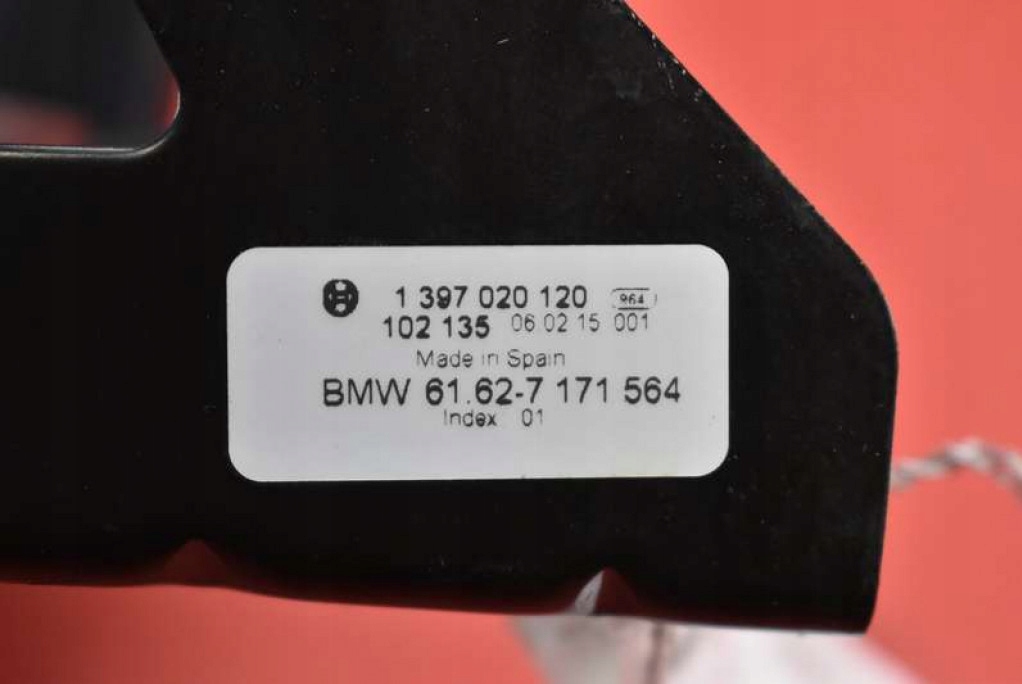 1 397 020 120 964
102 135 06 02 15 001
Made in Spain
BMW 61.62-7 171 564
Index 01